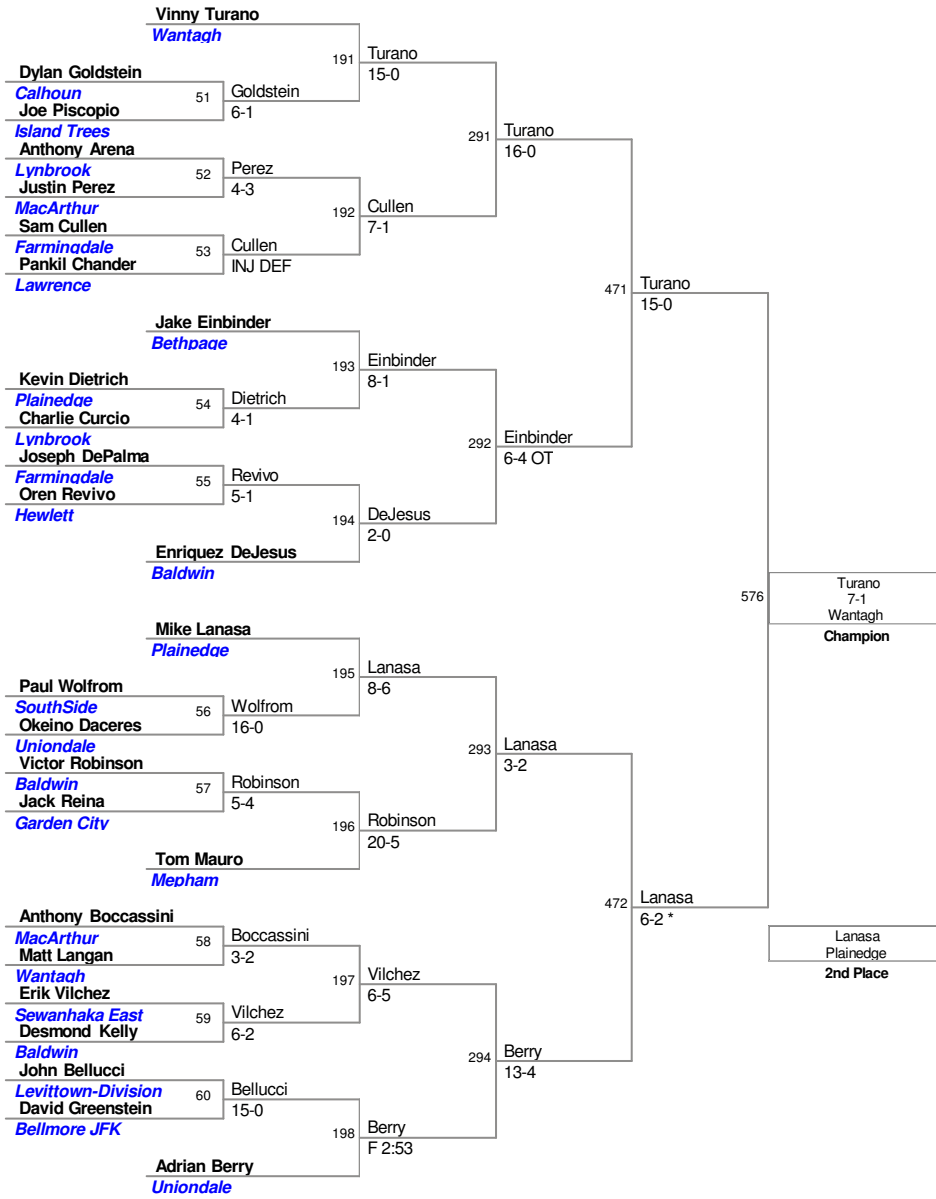 Vinny Turano
Wantagh
191 Turano
15-0
Dylan Goldstein
Calhoun
51 Goldstein
6-1
Joe Piscopio
Island Trees
291 Turano
16-0
Anthony Arena
Lynbrook
52 Perez
4-3
Justin Perez
MacArthur
192 Cullen
7-1
Sam Cullen
Farmingdale
53 Cullen
INJ DEF
Pankil Chander
Lawrence
471 Turano
15-0
Jake Einbinder
Bethpage
193 Einbinder
8-1
Kevin Dietrich
Plainedge
54 Dietrich
4-1
Charlie Curcio
Lynbrook
292 Einbinder
6-4 OT
Joseph DePalma
Farmingdale
55 Revivo
5-1
Oren Revivo
Hewlett
194 DeJesus
2-0
Enriquez DeJesus
Baldwin
576
Turano
7-1
Wantagh
Champion
Mike Lanasa
Plainedge
195 Lanasa
8-6
Paul Wolfrom
SouthSide
56 Wolfrom
16-0
Okeino Daceres
Uniondale
293 Lanasa
3-2
Victor Robinson
Baldwin
57 Robinson
5-4
Jack Reina
Garden City
196 Robinson
20-5
Tom Mauro
Mepham
472 Lanasa
6-2 *
Lanasa
Plainedge
2nd Place
Anthony Boccassini
MacArthur
58 Boccassini
3-2
Matt Langan
Wantagh
197 Vilchez
6-5
Erik Vilchez
Sewanhaka East
59 Vilchez
6-2
Desmond Kelly
Baldwin
294 Berry
13-4
John Bellucci
Levittown-Division
60 Bellucci
15-0
David Greenstein
Bellmore JFK
198 Berry
F 2:53
Adrian Berry
Uniondale